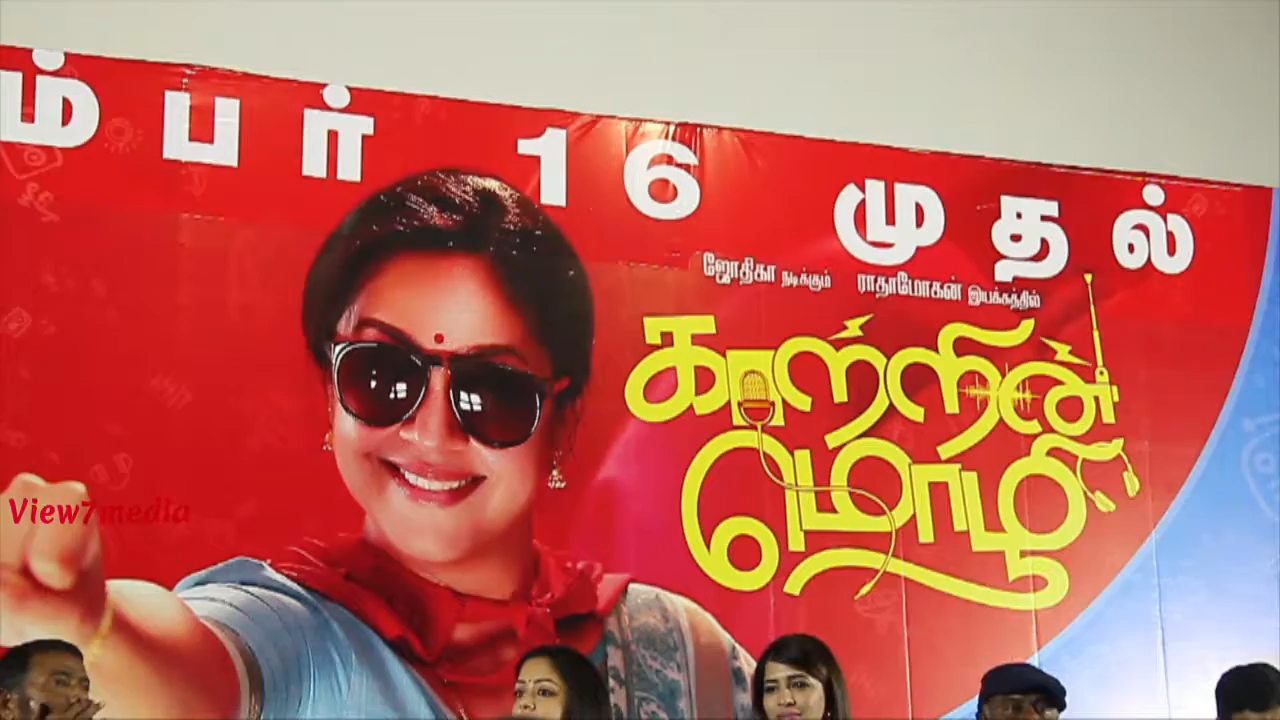 ம்பர் 16 முதல்
ஜோதிகா நடிக்கும் ராதாமோகன் இயக்கத்தில்
காற்றின்
மொழி
View7media